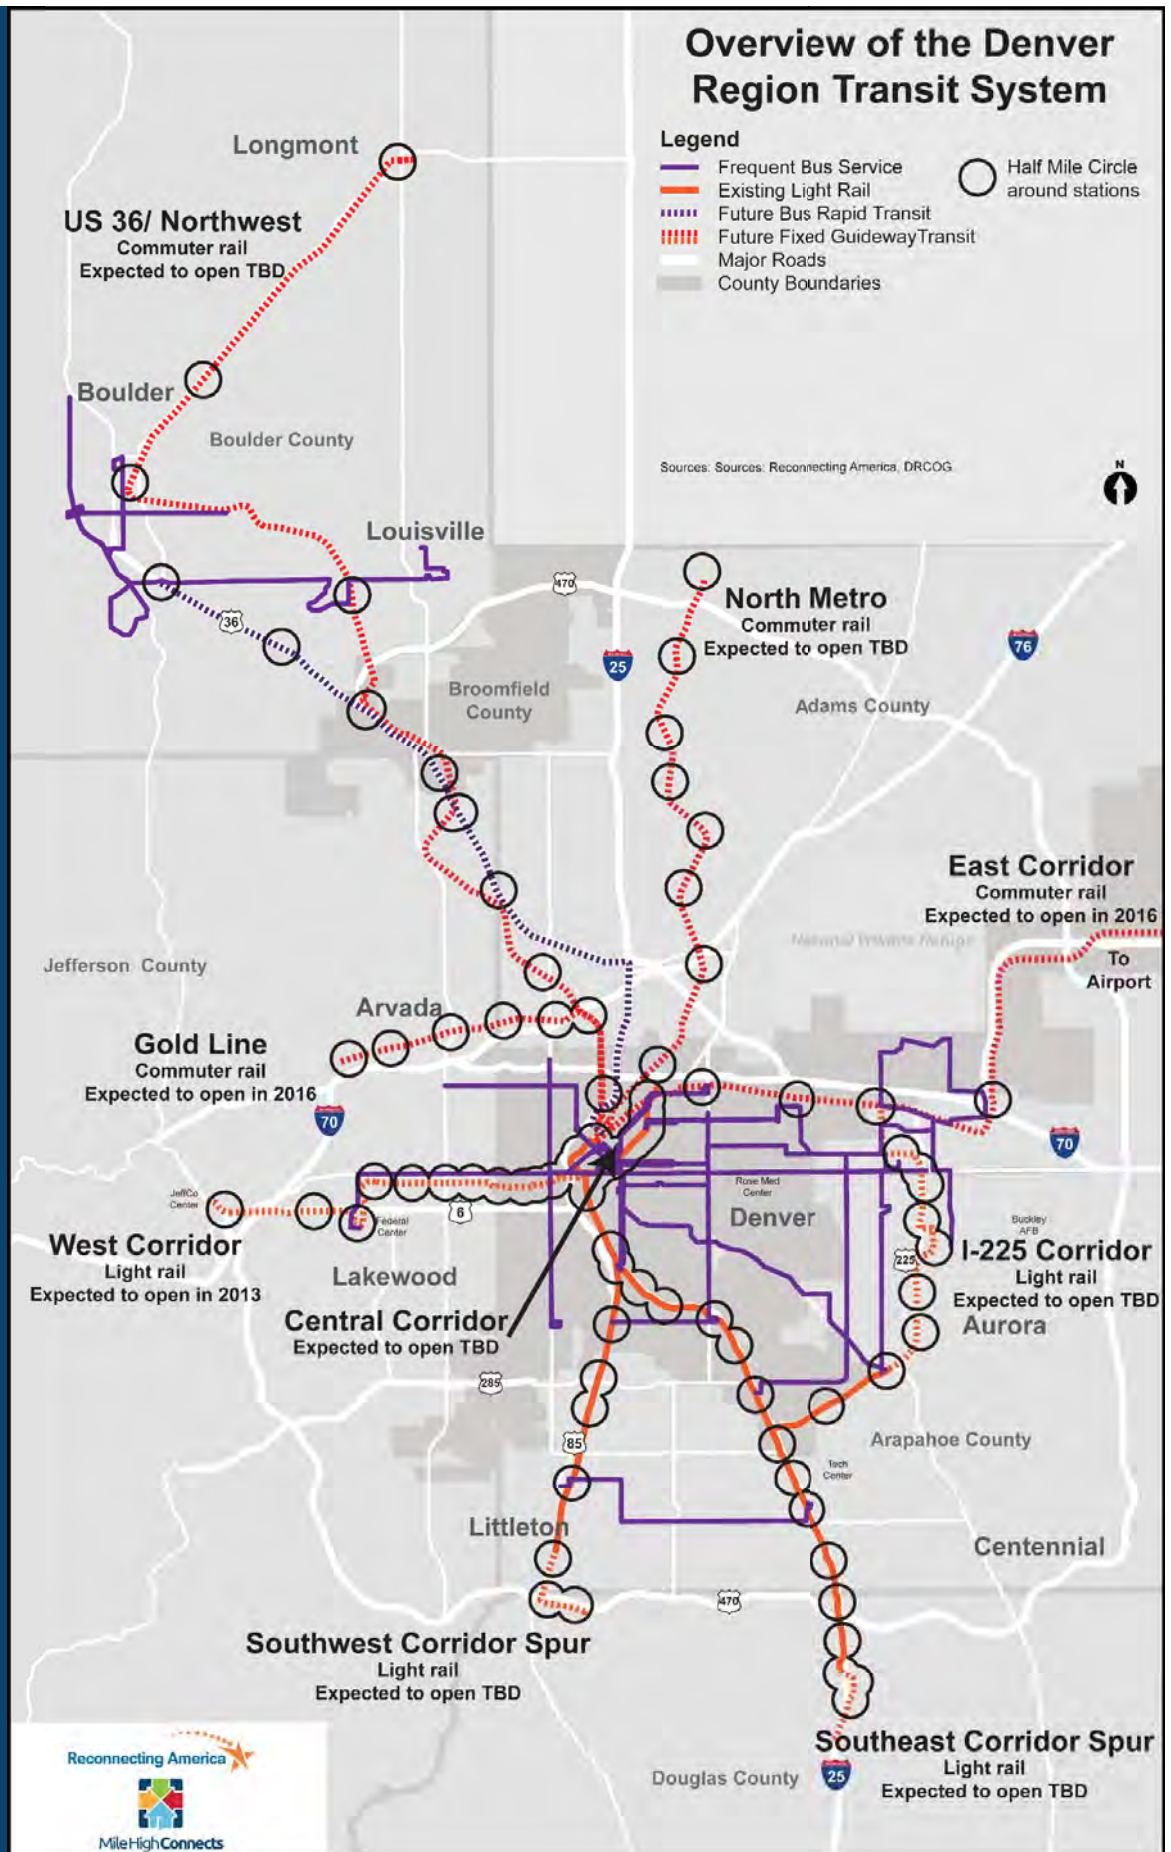 Overview of the Denver
Region Transit System
Legend
Frequent Bus Service
Existing Light Rail
Future Bus Rapid Transit
Future Fixed GuidewayTransit
Major Roads
County Boundaries
Half Mile Circle
around stations
Longmont
US 36/ Northwest
Commuter rail
Expected to open TBD
Boulder
Boulder County
Sources: Sources: Reconnecting America, DRCOG
N
Louisville
470
36
North Metro
Commuter rail
Expected to open TBD
25
76
Broomfield
County
Adams County
East Corridor
Commuter rail
Expected to open in 2016
National Wildlife Refuge
To
Airport
Jefferson County
Arvada
Gold Line
Commuter rail
Expected to open in 2016
70
70
JeffCo
Center
Federal
Center
6
Rose Med
Center
Denver
Buckley
AFB
225
West Corridor
Light rail
Expected to open in 2013
Lakewood
I-225 Corridor
Light rail
Expected to open TBD
Aurora
Central Corridor
Expected to open TBD
285
85
Arapahoe County
Tech
Center
Littleton
Centennial
470
Southwest Corridor Spur
Light rail
Expected to open TBD
Southeast Corridor Spur
Light rail
Expected to open TBD
Douglas County
25
Reconnecting America
MileHighConnects